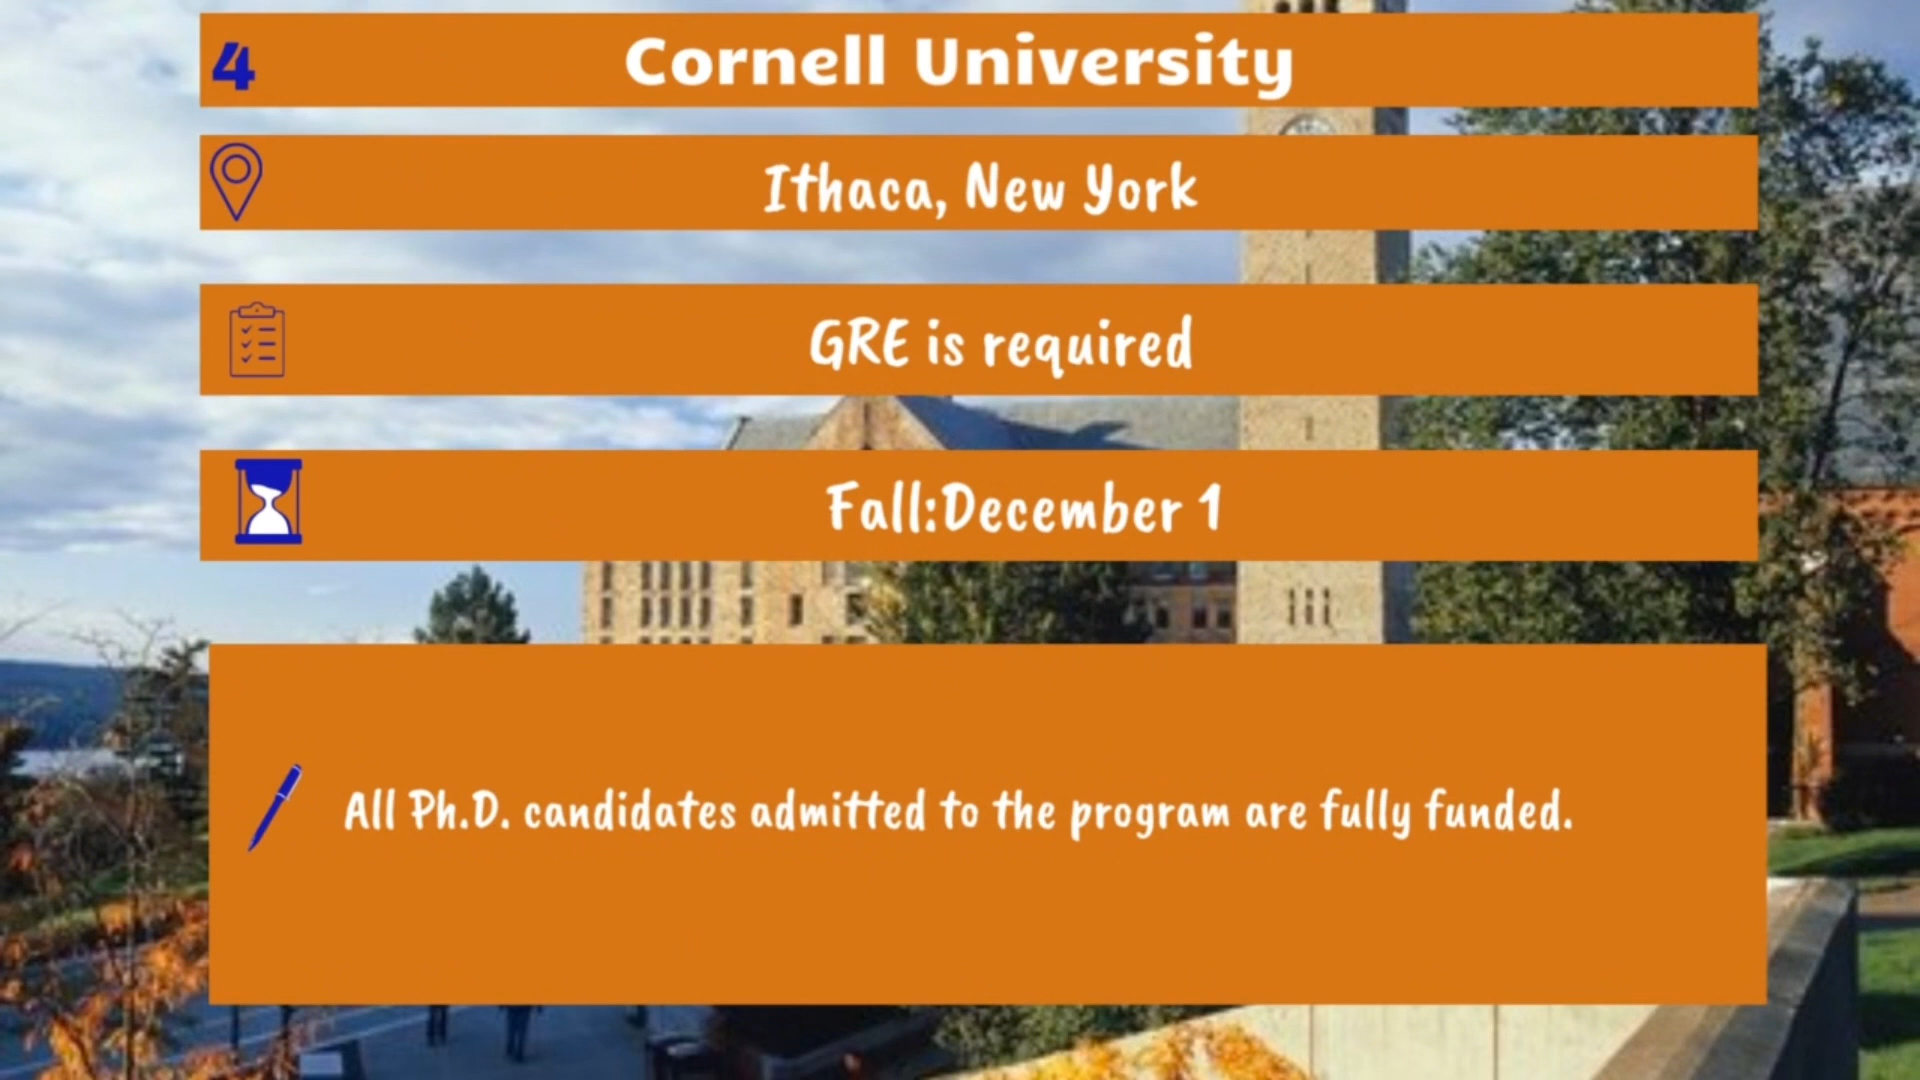 4
Cornell University
Ithaca, New York
GRE is required
Fall:December 1
All Ph.D. candidates admitted to the program are fully funded.